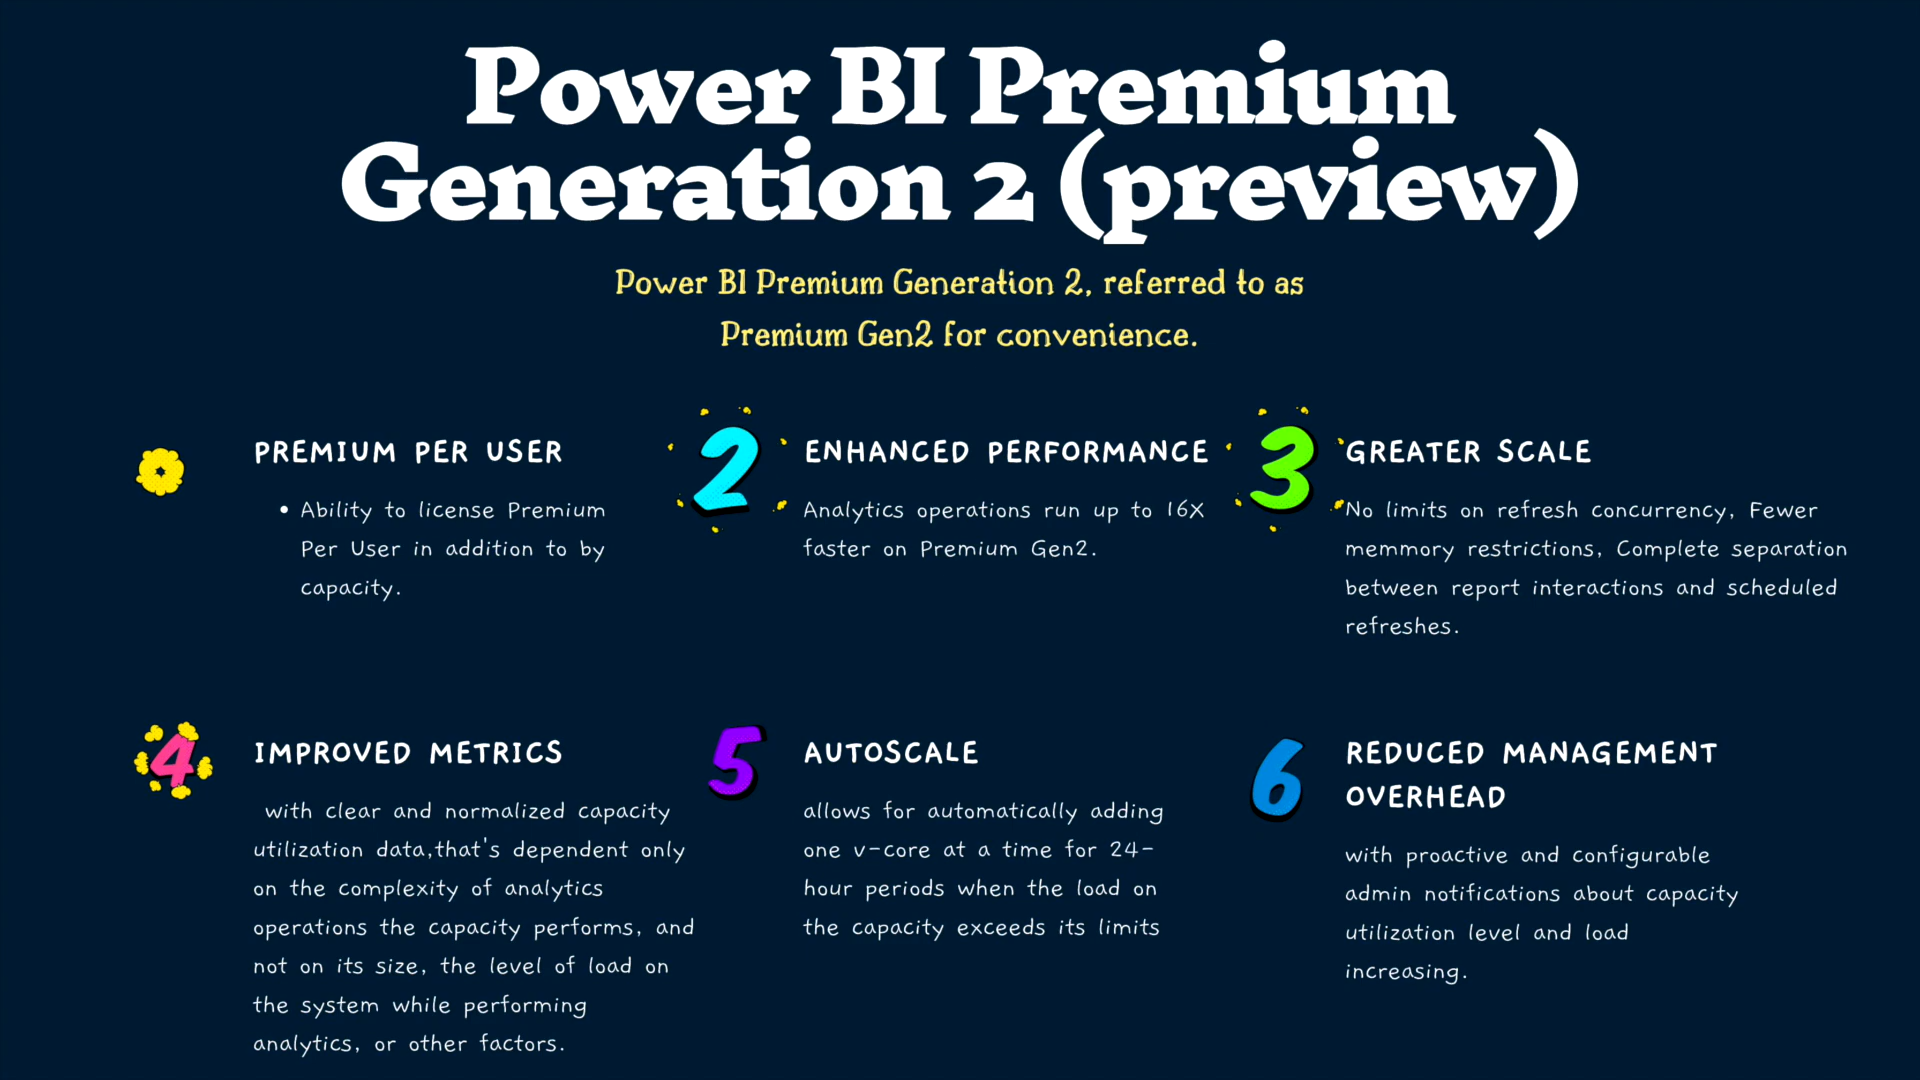 Power BI Premium
Generation 2 (preview)
Power BI Premium Generation 2, referred to as
Premium Gen2 for convenience.
PREMIUM PER USER
• Ability to license Premium
Per User in addition to by
capacity.
2
ENHANCED PERFORMANCE
Analytics operations run up to 16X
faster on Premium Gen2.
3
GREATER SCALE
No limits on refresh concurrency, Fewer
memmory restrictions, Complete separation
between report interactions and scheduled
refreshes.
4
IMPROVED METRICS
with clear and normalized capacity
utilization data,that's dependent only
on the complexity of analytics
operations the capacity performs, and
not on its size, the level of load on
the system while performing
analytics, or other factors.
5
AUTOSCALE
allows for automatically adding
one v-core at a time for 24-
hour periods when the load on
the capacity exceeds its limits
6
REDUCED MANAGEMENT
OVERHEAD
with proactive and configurable
admin notifications about capacity
utilization level and load
increasing.